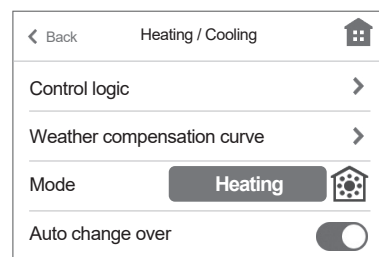 Back Heating / Cooling
Control logic
Weather compensation curve
Mode Heating
Auto change over